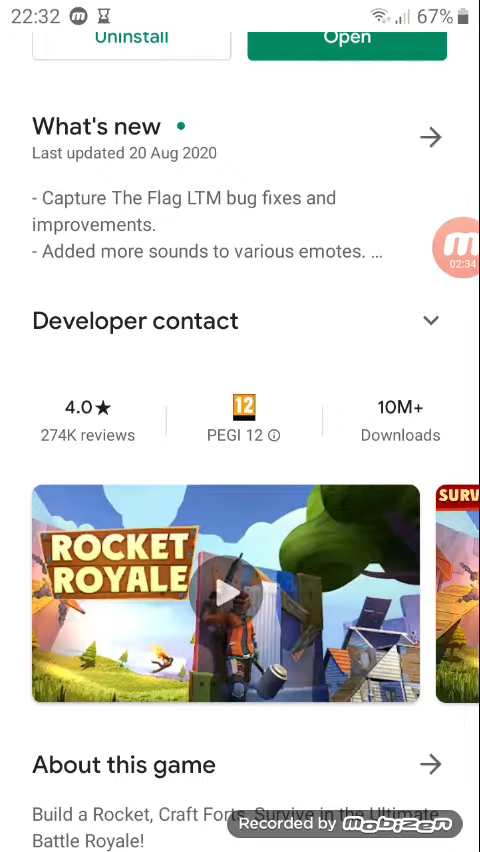 22:32 67%
Uninstall Open
What's new
Last updated 20 Aug 2020
- Capture The Flag LTM bug fixes and
improvements.
- Added more sounds to various emotes. ...
02:34
Developer contact
4.0★ 12 10M+
274K reviews PEGI 12 Downloads
SURV
ROCKET
ROYALE
About this game
Build a Rocket, Craft Forts, Survive in the Ultimate
Battle Royale!
Recorded by mobizen